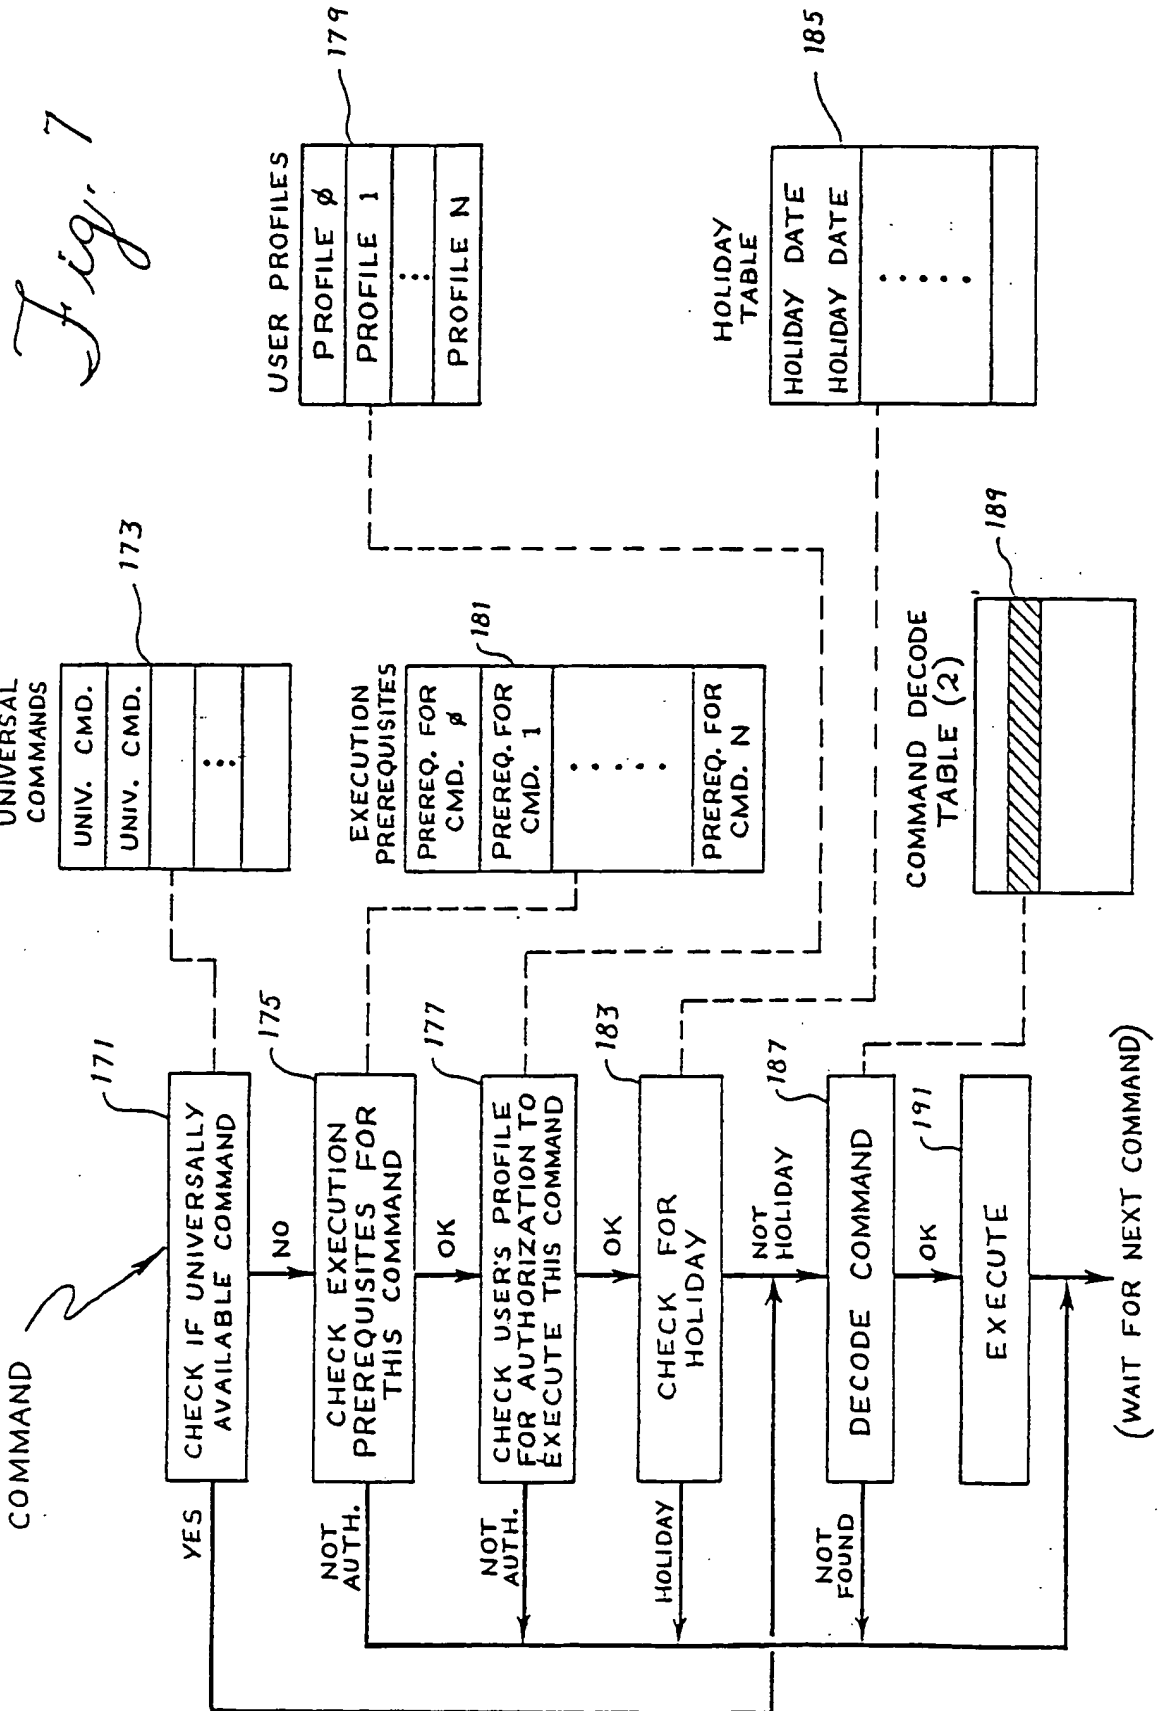 Fig. 7
COMMAND
171
CHECK IF UNIVERSALLY
AVAILABLE COMMAND
YES
NO
UNIVERSAL
COMMANDS
UNIV. CMD.
UNIV. CMD.
⋮
173
175
CHECK EXECUTION
PREREQUISITES FOR
THIS COMMAND
NOT
AUTH.
OK
EXECUTION
PREREQUISITES
181
PREREQ. FOR
CMD. ø
PREREQ. FOR
CMD. 1
.....
PREREQ. FOR
CMD. N
177
CHECK USER'S PROFILE
FOR AUTHORIZATION TO
EXECUTE THIS COMMAND
NOT
AUTH.
OK
USER PROFILES
179
PROFILE ø
PROFILE 1
⋮
PROFILE N
183
CHECK FOR
HOLIDAY
HOLIDAY
NOT
HOLIDAY
HOLIDAY
TABLE
185
HOLIDAY DATE
HOLIDAY DATE
.....
187
DECODE COMMAND
NOT
FOUND
OK
COMMAND DECODE
TABLE (2)
189
191
EXECUTE
(WAIT FOR NEXT COMMAND)